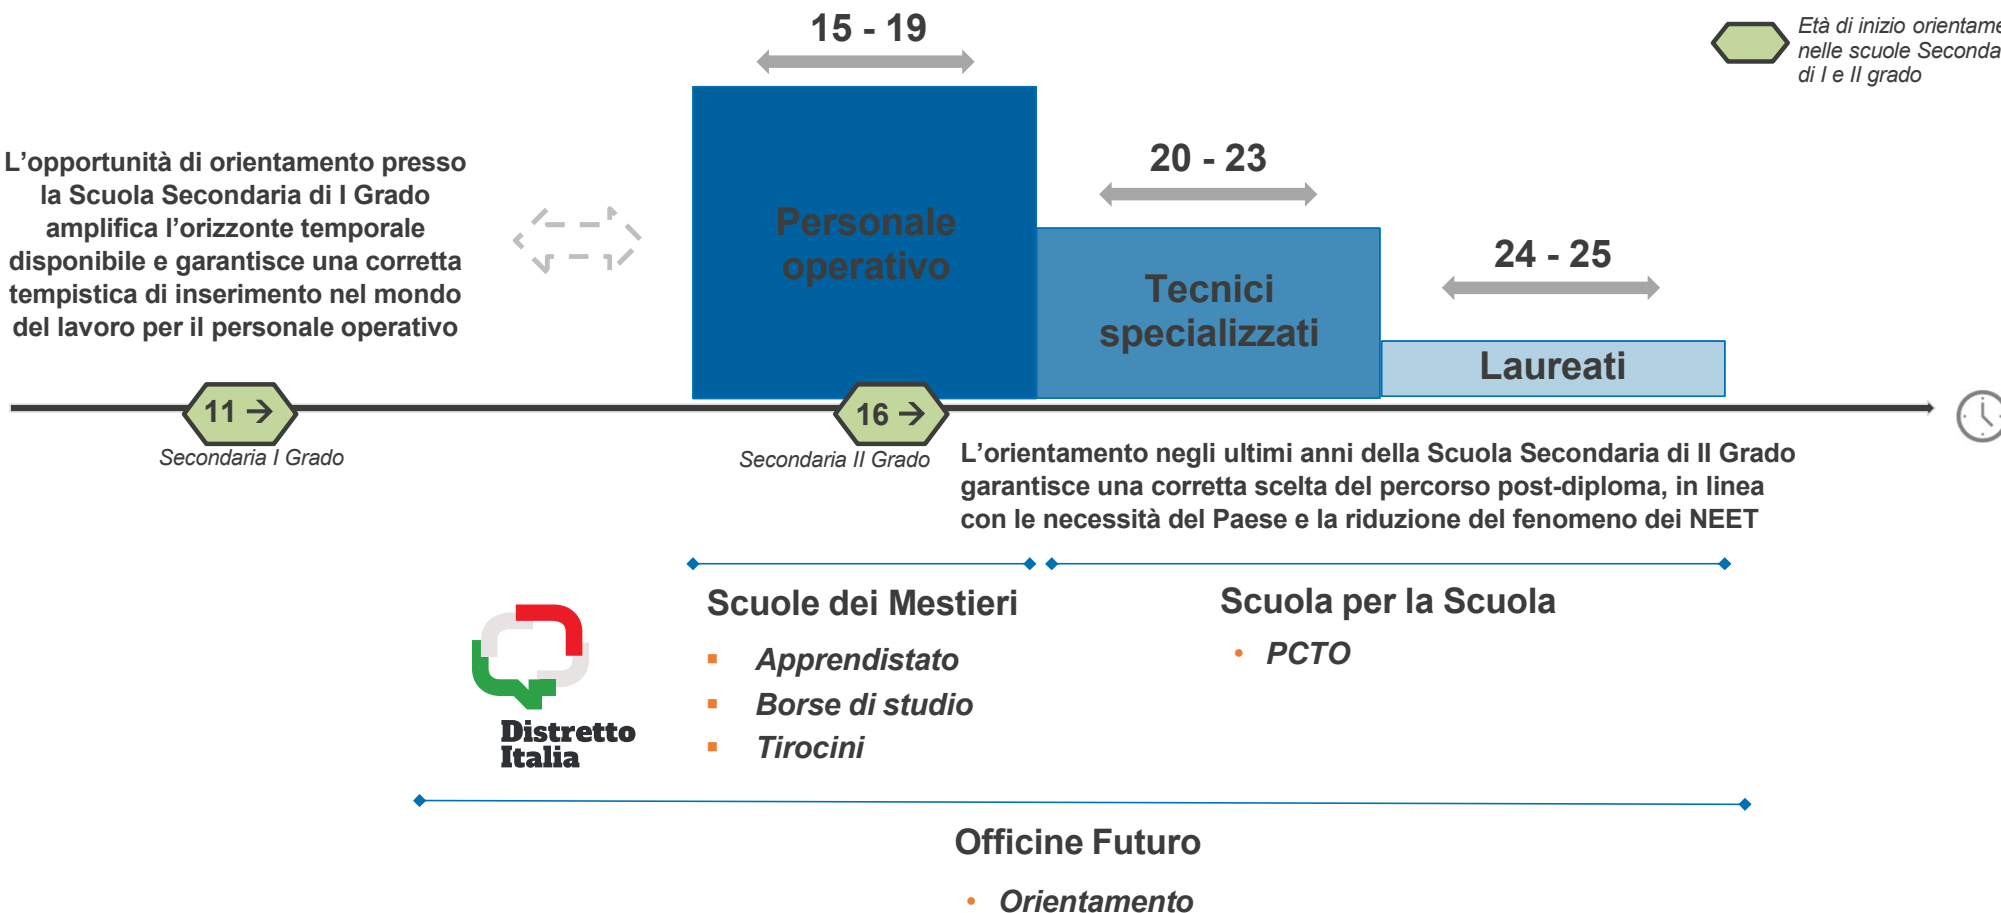 15 - 19
Età di inizio
nelle scuole
di I e II grado
L’opportunità di orientamento presso
la Scuola Secondaria di I Grado
amplifica l’orizzonte temporale
disponibile e garantisce una corretta
tempistica di inserimento nel mondo
del lavoro per il personale operativo
20 - 23
Personale
operativo
24 - 25
Tecnici
specializzati
Laureati
11 →
16 →
Secondaria I Grado
Secondaria II Grado
L’orientamento negli ultimi anni della Scuola Secondaria di II Grado
garantisce una corretta scelta del percorso post-diploma, in linea
con le necessità del Paese e la riduzione del fenomeno dei NEET
Scuole dei Mestieri
Apprendistato
Borse di studio
Tirocini
Scuola per la Scuola
PCTO
Distretto
Italia
Officine Futuro
Orientamento